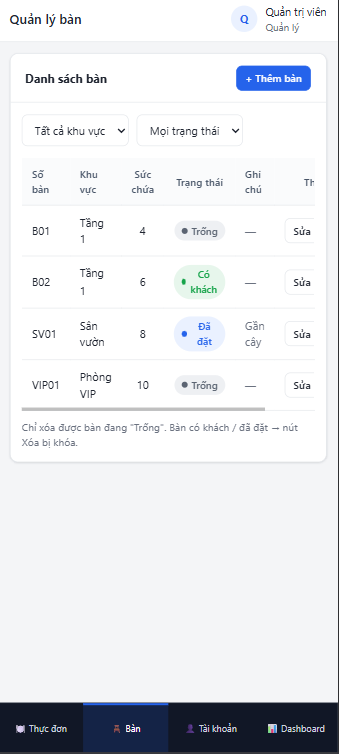 Quản lý bàn
Q
Quản trị viên
Quản lý
Danh sách bàn
+ Thêm bàn
Tất cả khu vực
Mọi trạng thái
Số bàn Khu vực Sức chứa Trạng thái Ghi chú Th
B01 Tầng 1 4 Trống — Sửa
B02 Tầng 1 6 Có khách — Sửa
SV01 Sân vườn 8 Đã đặt Gần cây Sửa
VIP01 Phòng VIP 10 Trống — Sửa
Chỉ xóa được bàn đang "Trống". Bàn có khách / đã đặt → nút
Xóa bị khóa.
Thực đơn
Bàn
Tài khoản
Dashboard